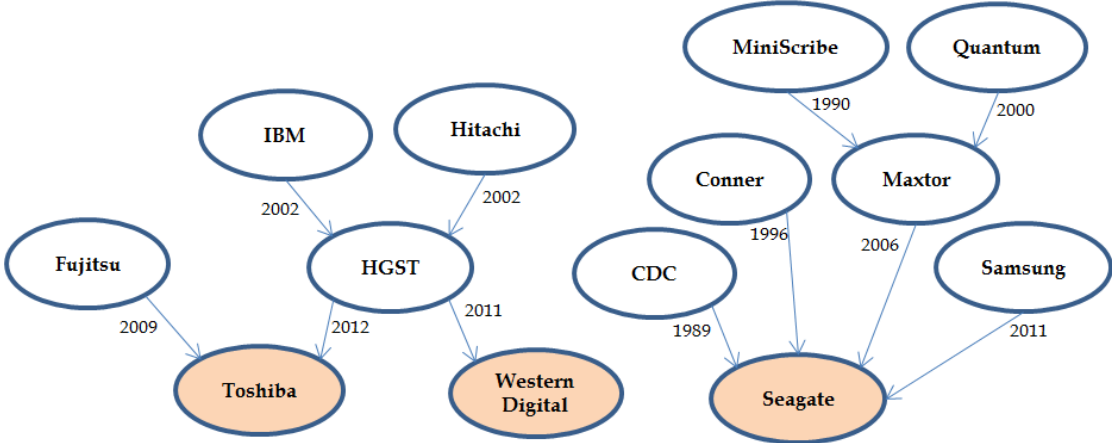 MiniScribe
Quantum
1990
2000
IBM
Hitachi
Conner
Maxtor
2002
2002
1996
2006
Fujitsu
HGST
CDC
Samsung
2009
2012
2011
1989
2011
Toshiba
Western
Digital
Seagate